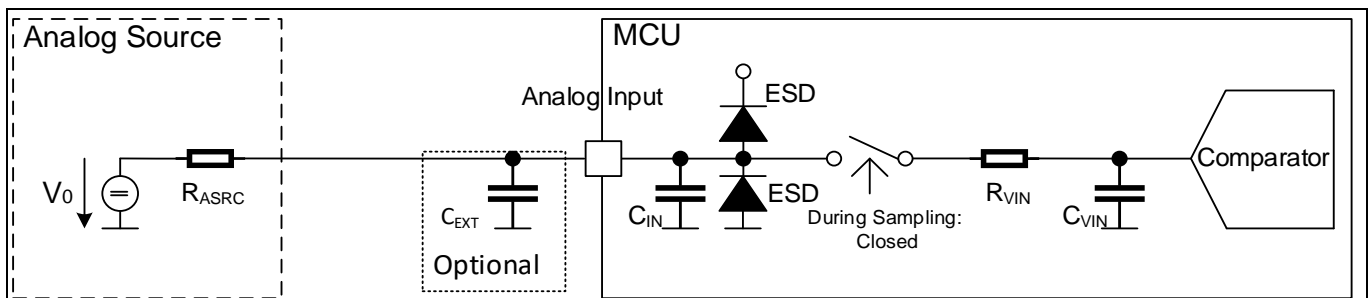 Analog Source
MCU
Analog Input
ESD
V0
RASRC
CEXT
Optional
CIN
ESD
During Sampling:
Closed
RVIN
CVIN
Comparator